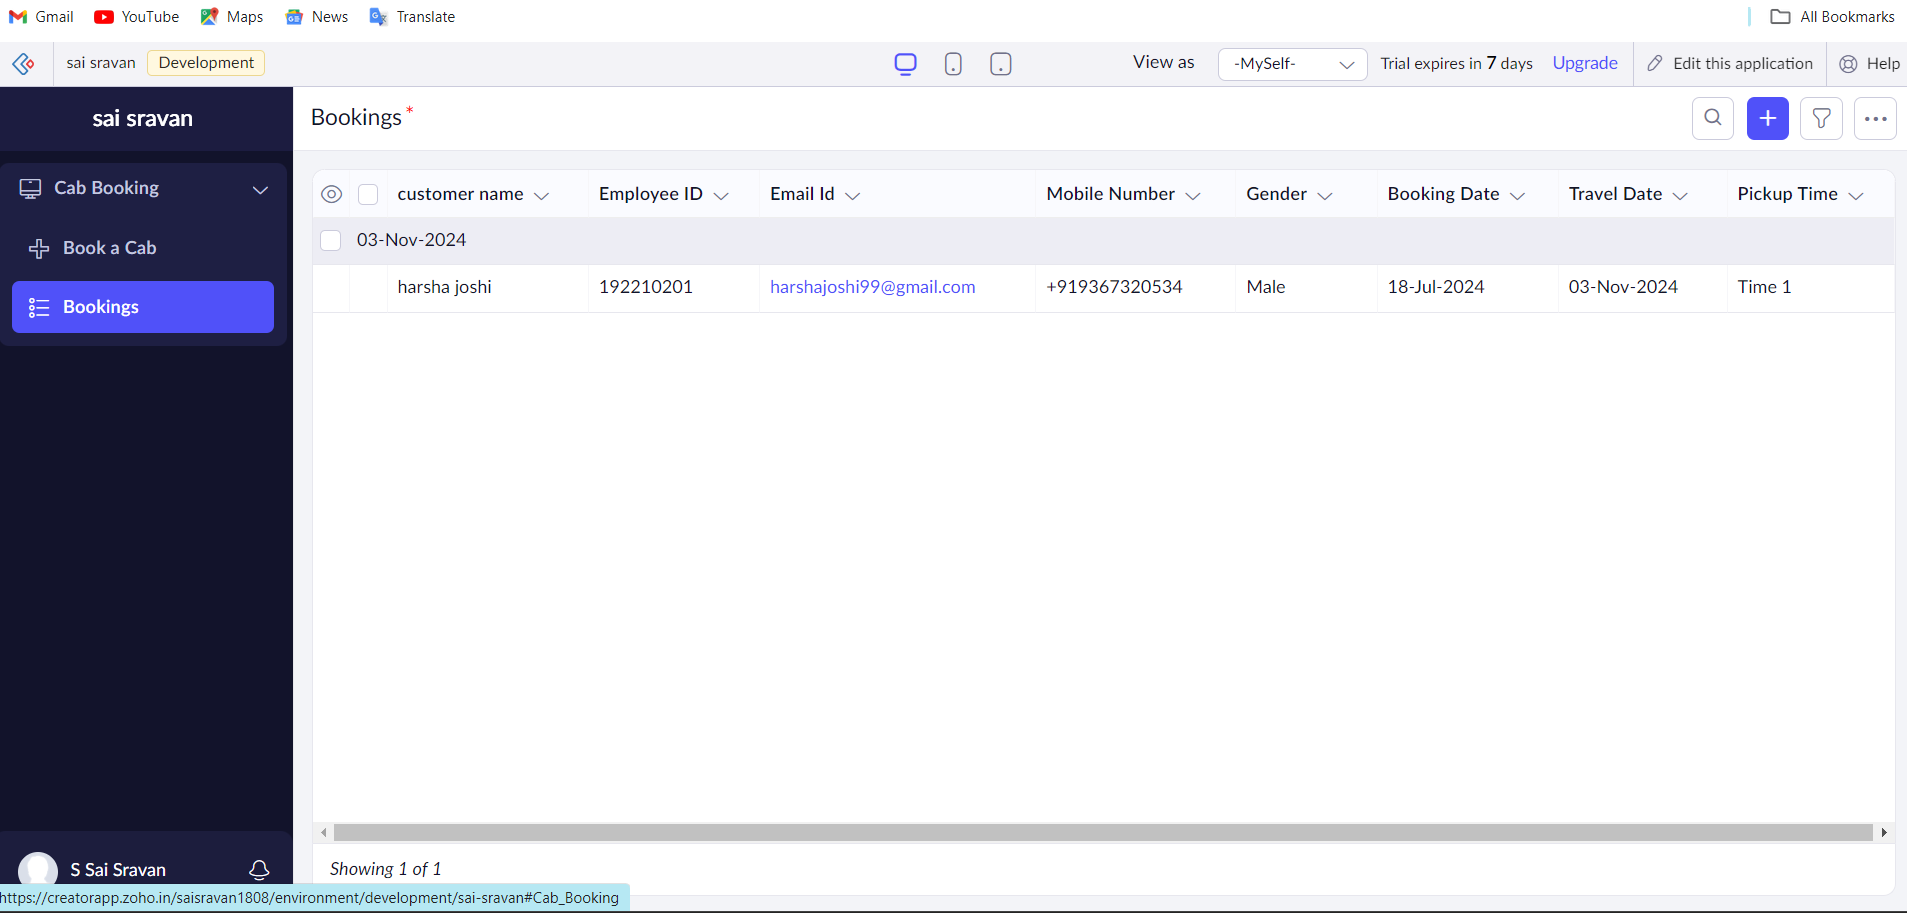 Gmail YouTube Maps News Translate All Bookmarks
sai sravan Development View as -MySelf- Trial expires in 7 days Upgrade Edit this application Help
sai sravan
Bookings *
Cab Booking
Book a Cab
Bookings
customer name Employee ID Email Id Mobile Number Gender Booking Date Travel Date Pickup Time
03-Nov-2024
harsha joshi 192210201 harshajoshi99@gmail.com +919367320534 Male 18-Jul-2024 03-Nov-2024 Time 1
Showing 1 of 1
S Sai Sravan
https://creatorapp.zoho.in/saisravan1808/environment/development/sai-sravan#Cab_Booking